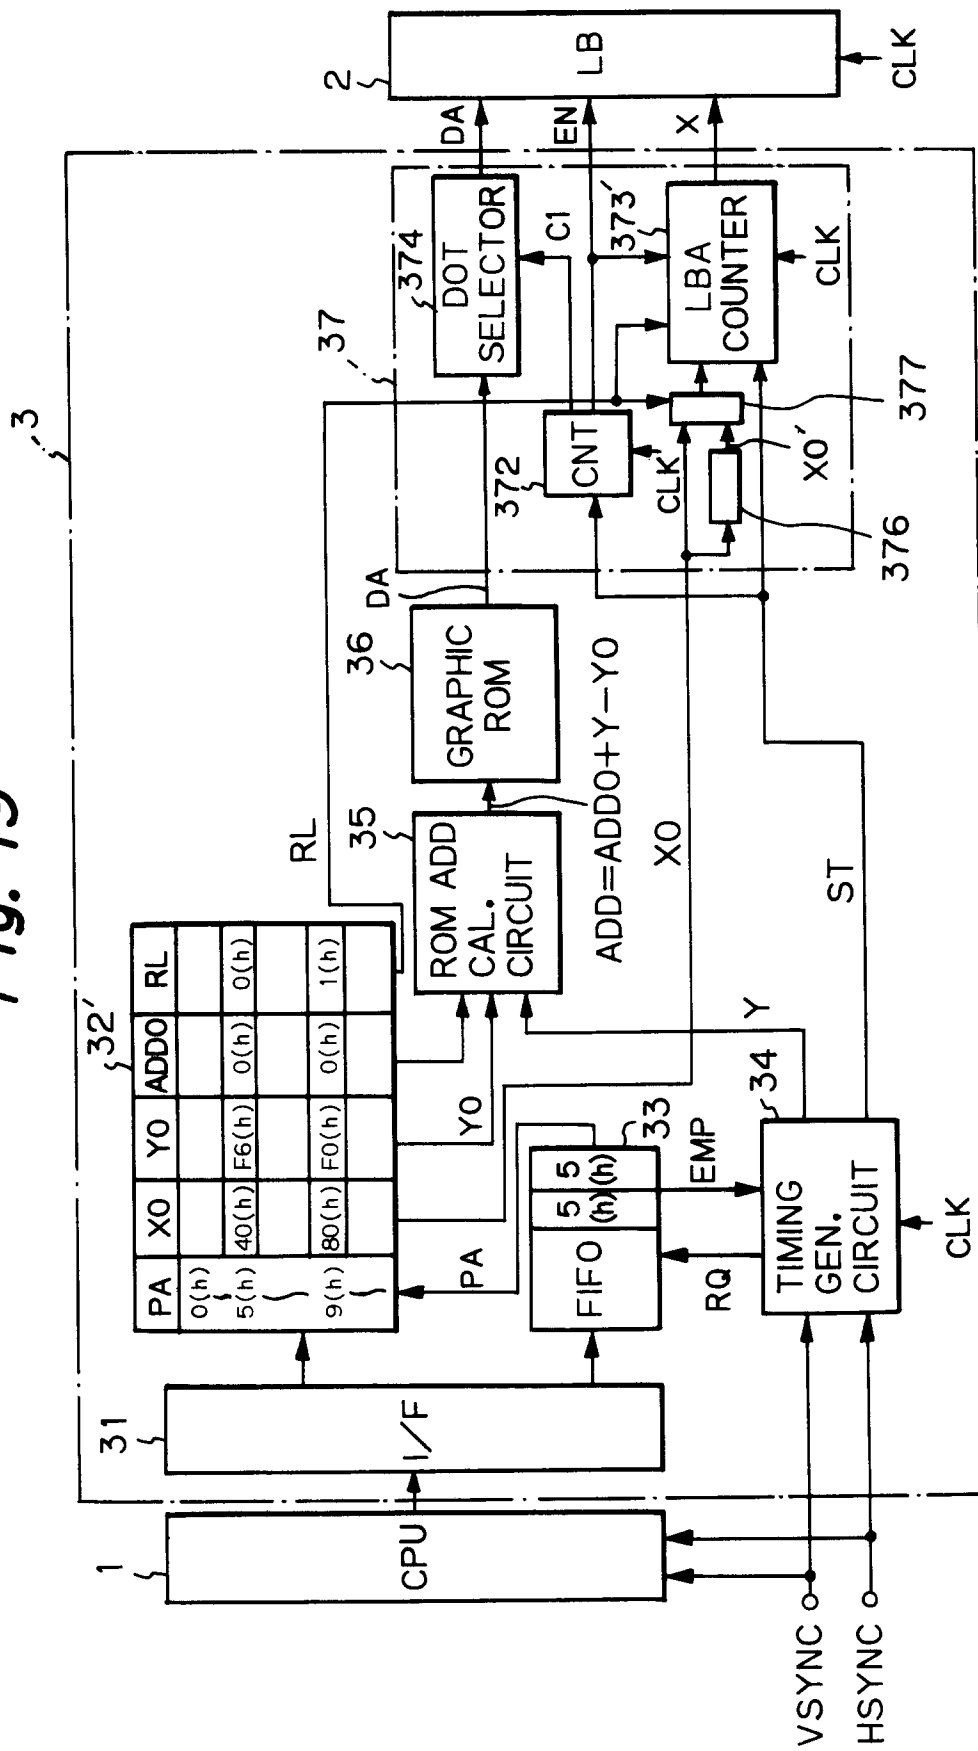 3
32'
PA X0 Y0 ADD0 RL
0(h)
5(h) 40(h) F6(h) 0(h) 0(h)
9(h) 80(h) F0(h) 0(h) 1(h)
1
CPU
31
I/F
PA
FIFO
5 (h)
5 (h)
33
RQ
EMP
34
TIMING
GEN.
CIRCUIT
CLK
VSYNC
HSYNC
Y0
Y
ST
RL
35
ROM ADD
CAL.
CIRCUIT
ADD=ADD0+Y-Y0
X0
36
GRAPHIC
ROM
DA
37
374
DOT
SELECTOR
C1
372
CNT
CLK
376
X0'
377
373'
LBA
COUNTER
CLK
DA
EN
X
2
LB
CLK